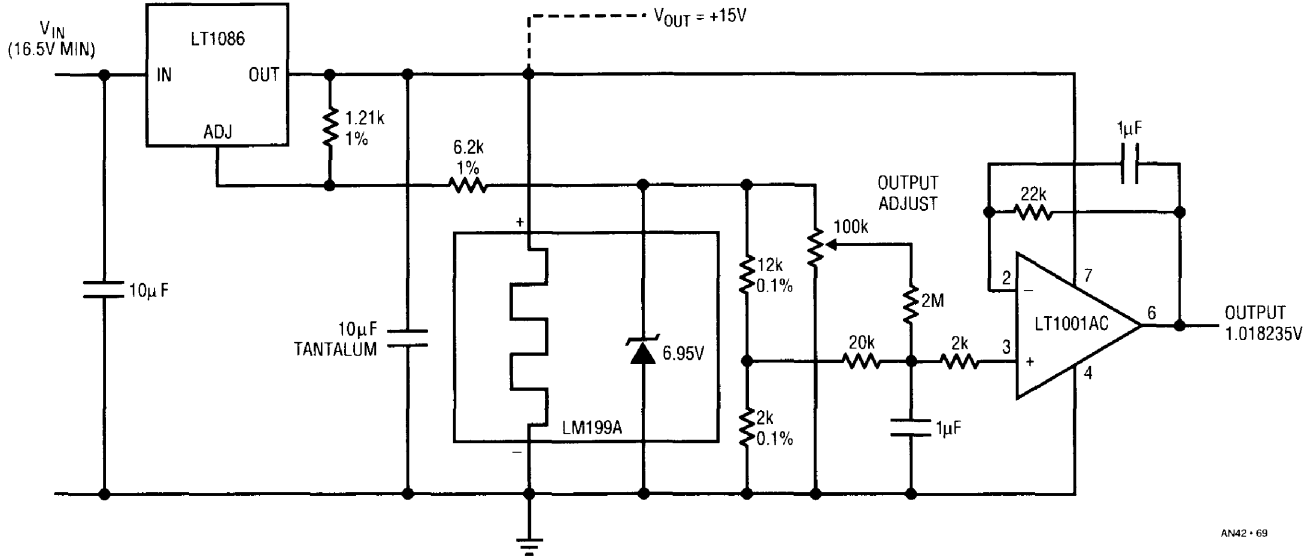 V_IN
(16.5V MIN)
LT1086
IN
OUT
ADJ
V_OUT = +15V
1.21k
1%
6.2k
1%
10µF
10µF
TANTALUM
+
−
LM199A
6.95V
12k
0.1%
2k
0.1%
100k
OUTPUT
ADJUST
2M
20k
2k
1µF
1µF
22k
2
−
3
+
7
4
6
LT1001AC
OUTPUT
1.018235V
AN42 • 69